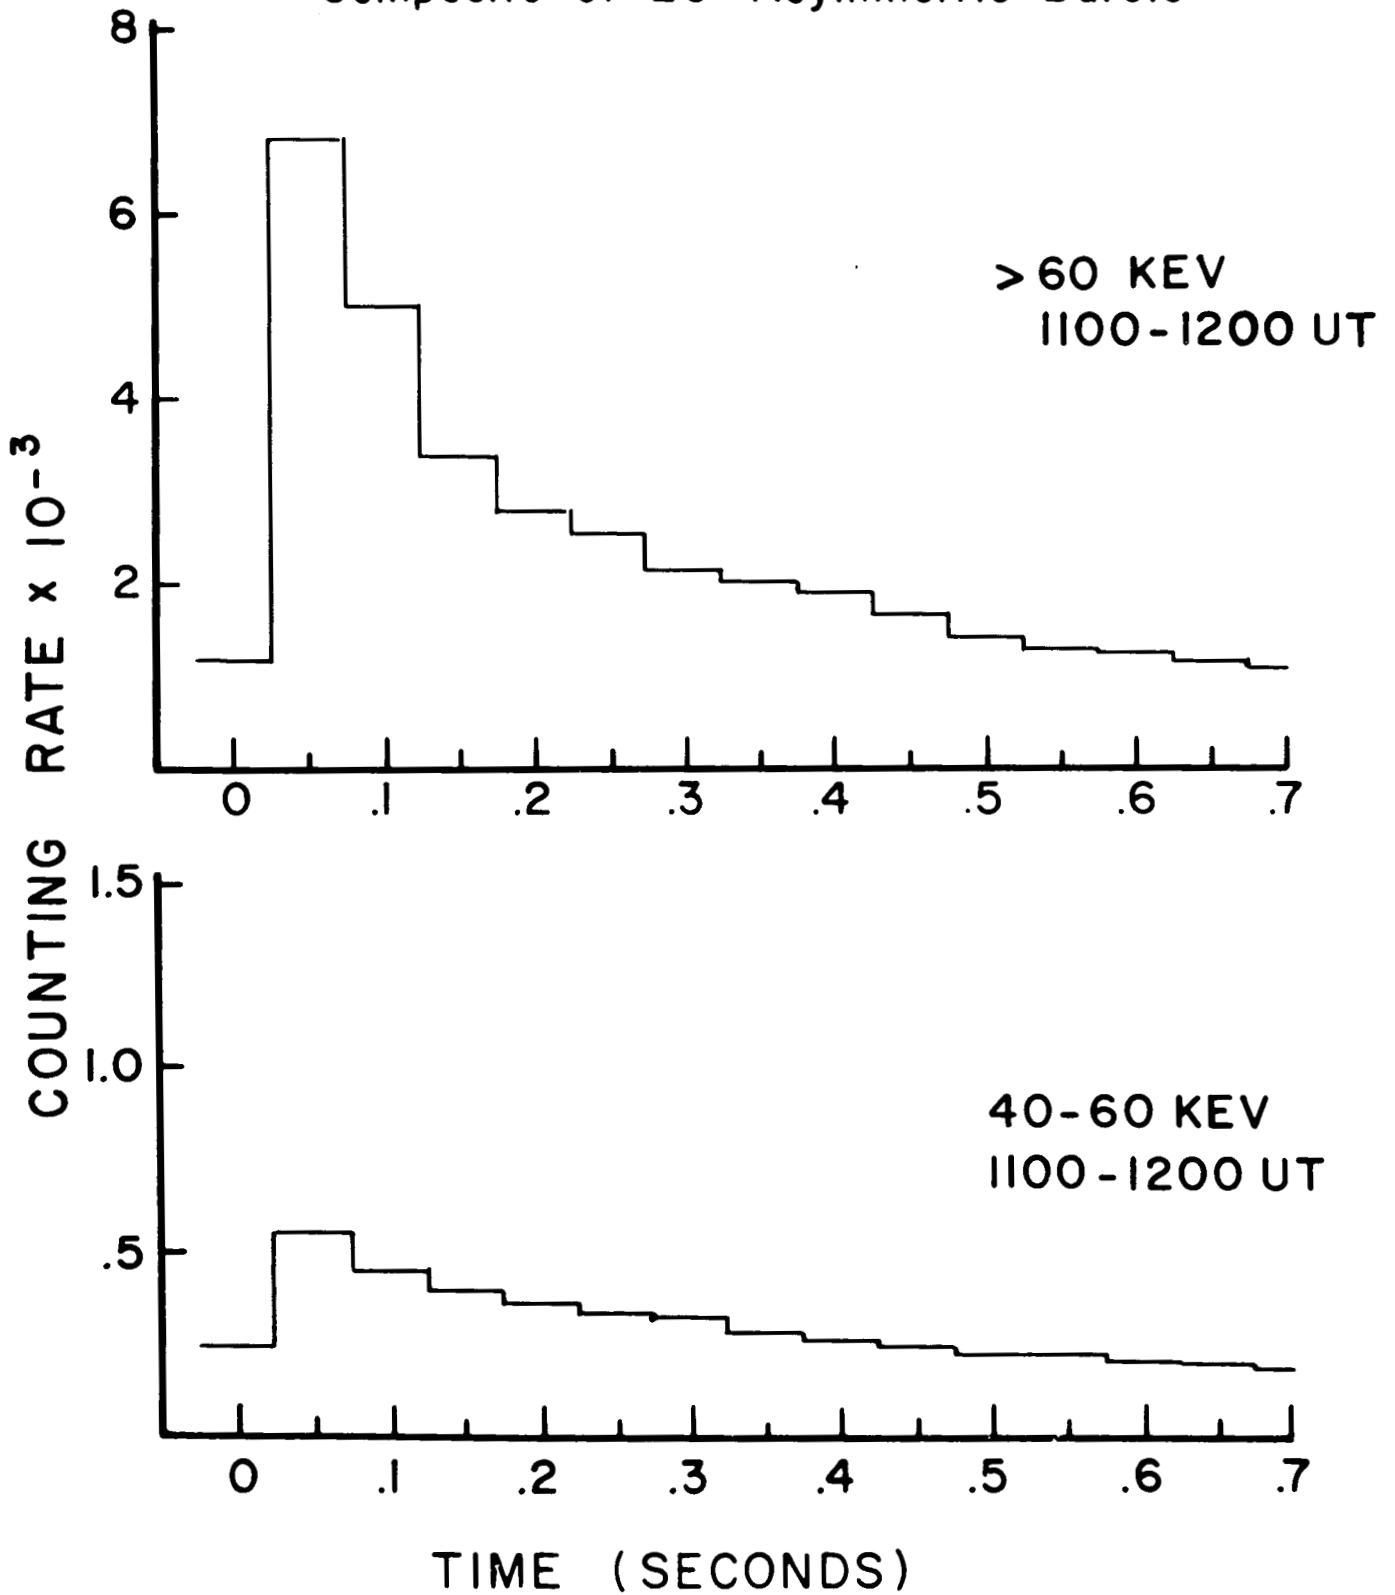 8
6
4
2
> 60 KEV
1100-1200 UT
0 .1 .2 .3 .4 .5 .6 .7
COUNTING RATE x 10⁻³
1.5
1.0
.5
40-60 KEV
1100-1200 UT
0 .1 .2 .3 .4 .5 .6 .7
TIME (SECONDS)